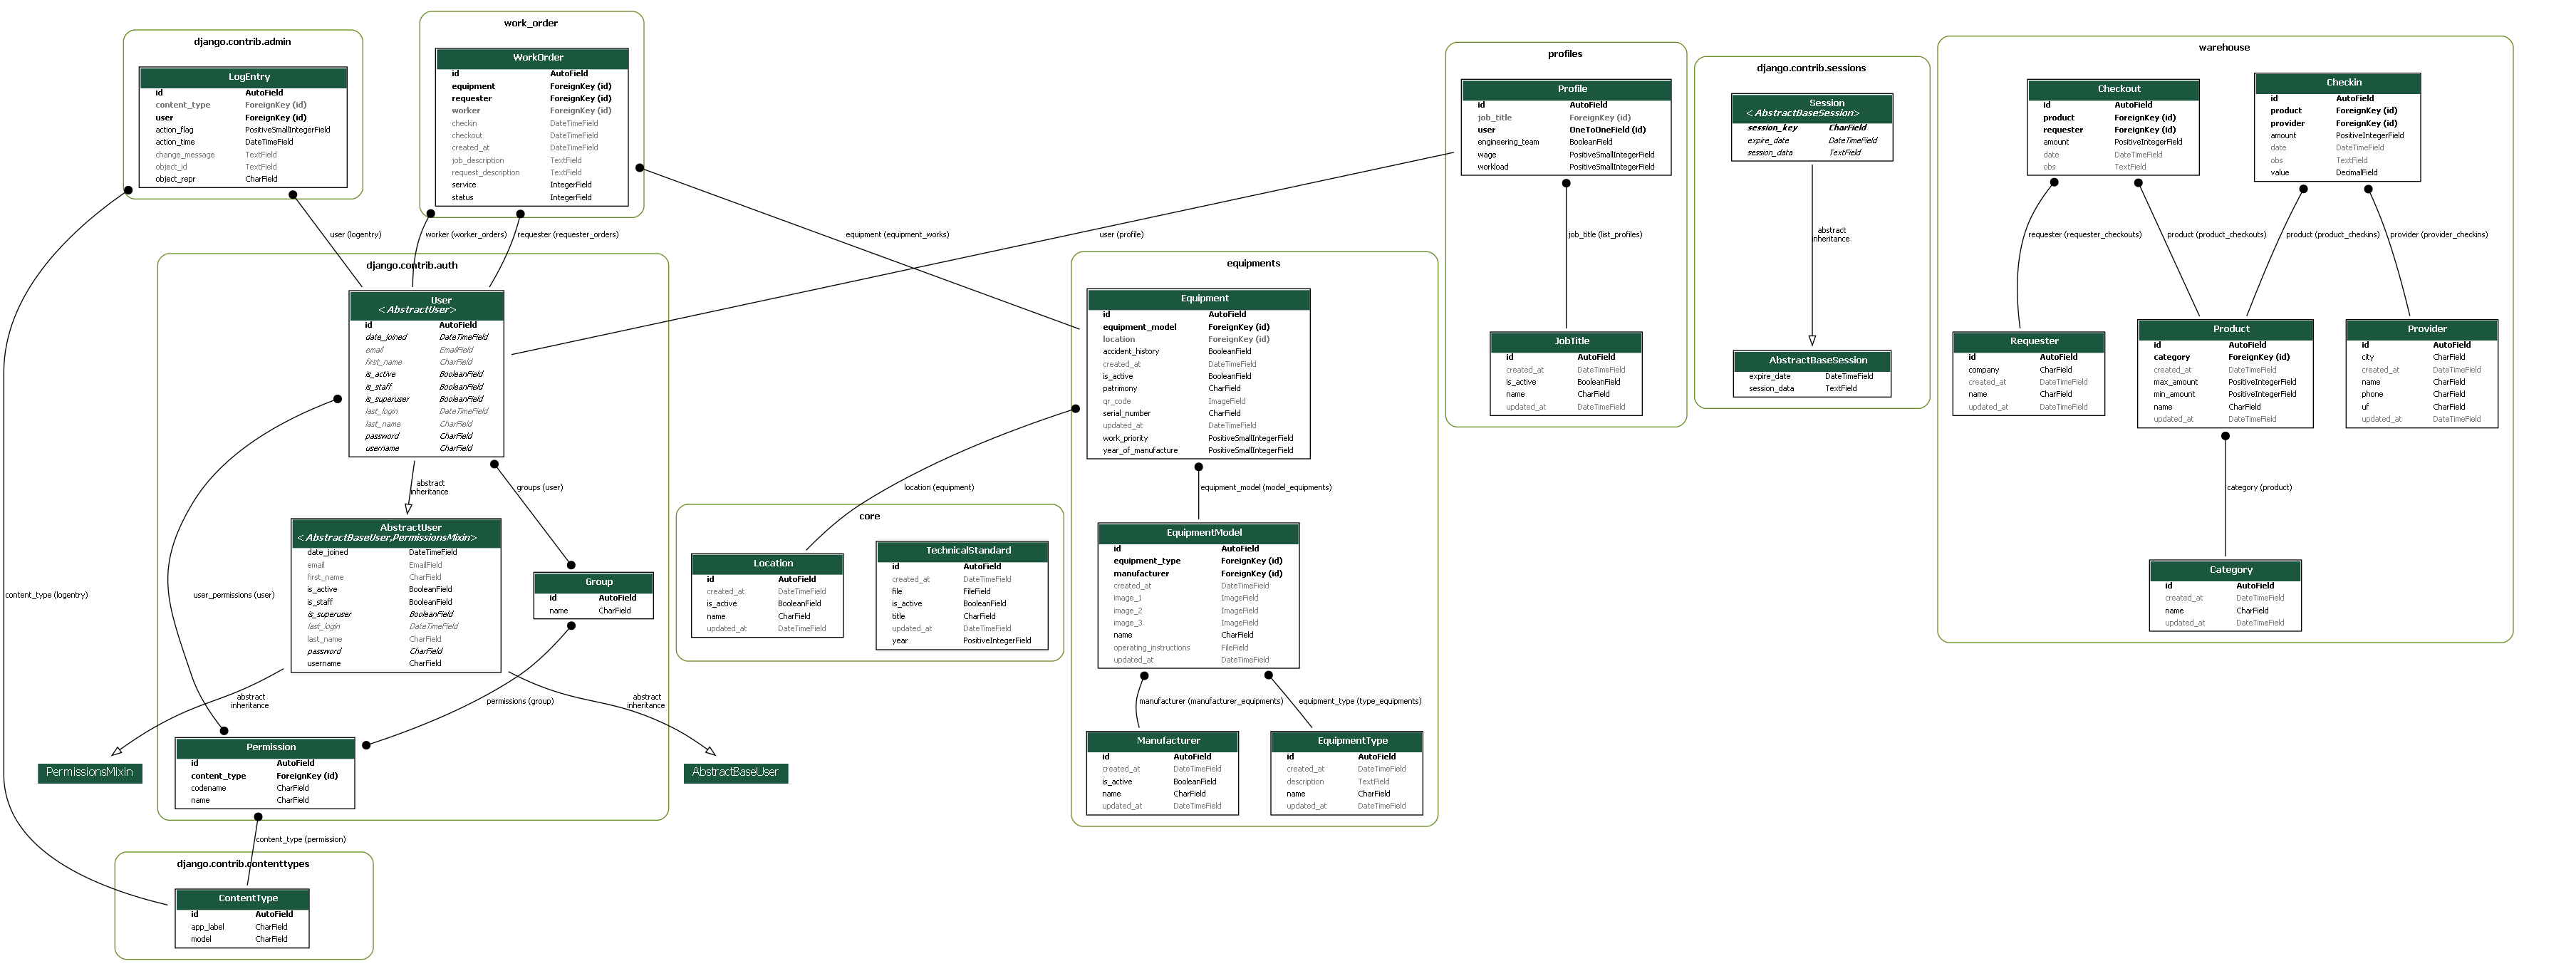 django.contrib.admin
LogEntry
id AutoField
content_type ForeignKey (id)
user ForeignKey (id)
action_flag PositiveSmallIntegerField
action_time DateTimeField
change_message TextField
object_id TextField
object_repr CharField
work_order
WorkOrder
id AutoField
equipment ForeignKey (id)
requester ForeignKey (id)
worker ForeignKey (id)
checkin DateTimeField
checkout DateTimeField
created_at DateTimeField
job_description TextField
request_description TextField
service IntegerField
status IntegerField
user (logentry)
worker (worker_orders)
requester (requester_orders)
equipment (equipment_works)
user (profile)
content_type (logentry)
django.contrib.auth
User
<AbstractUser>
id AutoField
date_joined DateTimeField
email EmailField
first_name CharField
is_active BooleanField
is_staff BooleanField
is_superuser BooleanField
last_login DateTimeField
last_name CharField
password CharField
username CharField
abstract
inheritance
groups (user)
user_permissions (user)
AbstractUser
<AbstractBaseUser,PermissionsMixin>
date_joined DateTimeField
email EmailField
first_name CharField
is_active BooleanField
is_staff BooleanField
is_superuser BooleanField
last_login DateTimeField
last_name CharField
password CharField
username CharField
Group
id AutoField
name CharField
abstract
inheritance
permissions (group)
abstract
inheritance
PermissionsMixin
Permission
id AutoField
content_type ForeignKey (id)
codename CharField
name CharField
AbstractBaseUser
content_type (permission)
django.contrib.contenttypes
ContentType
id AutoField
app_label CharField
model CharField
core
Location
id AutoField
created_at DateTimeField
is_active BooleanField
name CharField
updated_at DateTimeField
TechnicalStandard
id AutoField
created_at DateTimeField
file FileField
is_active BooleanField
title CharField
updated_at DateTimeField
year PositiveIntegerField
location (equipment)
equipments
Equipment
id AutoField
equipment_model ForeignKey (id)
location ForeignKey (id)
accident_history BooleanField
created_at DateTimeField
is_active BooleanField
patrimony CharField
qr_code ImageField
serial_number CharField
updated_at DateTimeField
work_priority PositiveSmallIntegerField
year_of_manufacture PositiveSmallIntegerField
equipment_model (model_equipments)
EquipmentModel
id AutoField
equipment_type ForeignKey (id)
manufacturer ForeignKey (id)
created_at DateTimeField
image_1 ImageField
image_2 ImageField
image_3 ImageField
name CharField
operating_instructions FileField
updated_at DateTimeField
manufacturer (manufacturer_equipments)
equipment_type (type_equipments)
Manufacturer
id AutoField
created_at DateTimeField
is_active BooleanField
name CharField
updated_at DateTimeField
EquipmentType
id AutoField
created_at DateTimeField
description TextField
name CharField
updated_at DateTimeField
profiles
Profile
id AutoField
job_title ForeignKey (id)
user OneToOneField (id)
engineering_team BooleanField
wage PositiveSmallIntegerField
workload PositiveSmallIntegerField
job_title (list_profiles)
JobTitle
id AutoField
created_at DateTimeField
is_active BooleanField
name CharField
updated_at DateTimeField
django.contrib.sessions
Session
<AbstractBaseSession>
session_key CharField
expire_date DateTimeField
session_data TextField
abstract
inheritance
AbstractBaseSession
expire_date DateTimeField
session_data TextField
warehouse
Checkout
id AutoField
product ForeignKey (id)
requester ForeignKey (id)
amount PositiveIntegerField
date DateTimeField
obs TextField
Checkin
id AutoField
product ForeignKey (id)
provider ForeignKey (id)
amount PositiveIntegerField
date DateTimeField
obs TextField
value DecimalField
requester (requester_checkouts)
product (product_checkouts)
product (product_checkins)
provider (provider_checkins)
Requester
id AutoField
company CharField
created_at DateTimeField
name CharField
updated_at DateTimeField
Product
id AutoField
category ForeignKey (id)
created_at DateTimeField
max_amount PositiveIntegerField
min_amount PositiveIntegerField
name CharField
updated_at DateTimeField
Provider
id AutoField
city CharField
created_at DateTimeField
name CharField
phone CharField
uf CharField
updated_at DateTimeField
category (product)
Category
id AutoField
created_at DateTimeField
name CharField
updated_at DateTimeField